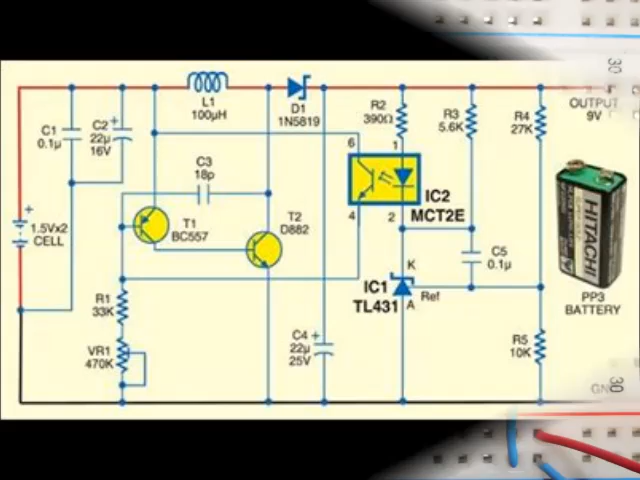 30
L1
100µH
D1
1N5819
R2
390Ω
R3
5.6K
R4
27K
OUTPUT
9V
C1
0.1µ
C2
22µ
16V
+
C3
18p
6
1
4
2
IC2
MCT2E
T1
BC557
T2
D882
+
1.5Vx2
CELL
HITACHI
K
IC1
TL431
A
Ref
C5
0.1µ
R1
33K
VR1
470K
C4
22µ
25V
+
R5
10K
PP3
BATTERY
GND
30